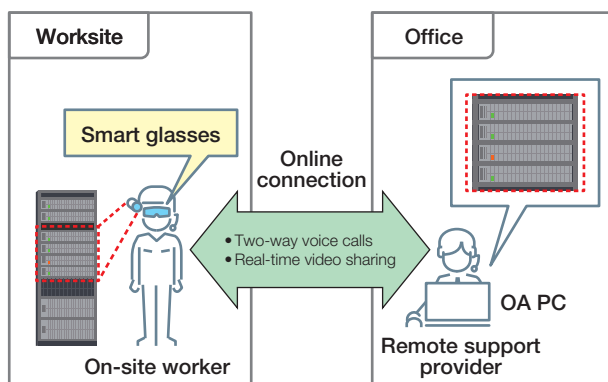 Worksite
Office
Smart glasses
Online
connection
• Two-way voice calls
• Real-time video sharing
OA PC
On-site worker
Remote support
provider